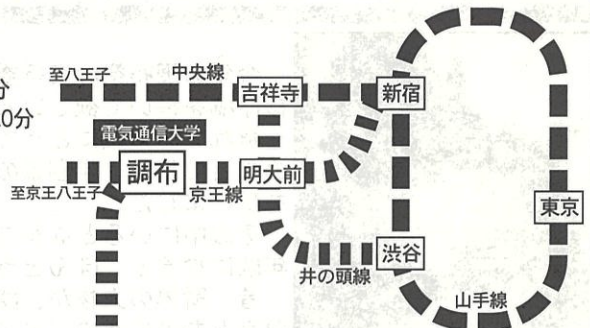 分
0分
至八王子
中央線
吉祥寺
新宿
電気通信大学
調布
明大前
至京王八王子
京王線
東京
渋谷
井の頭線
山手線